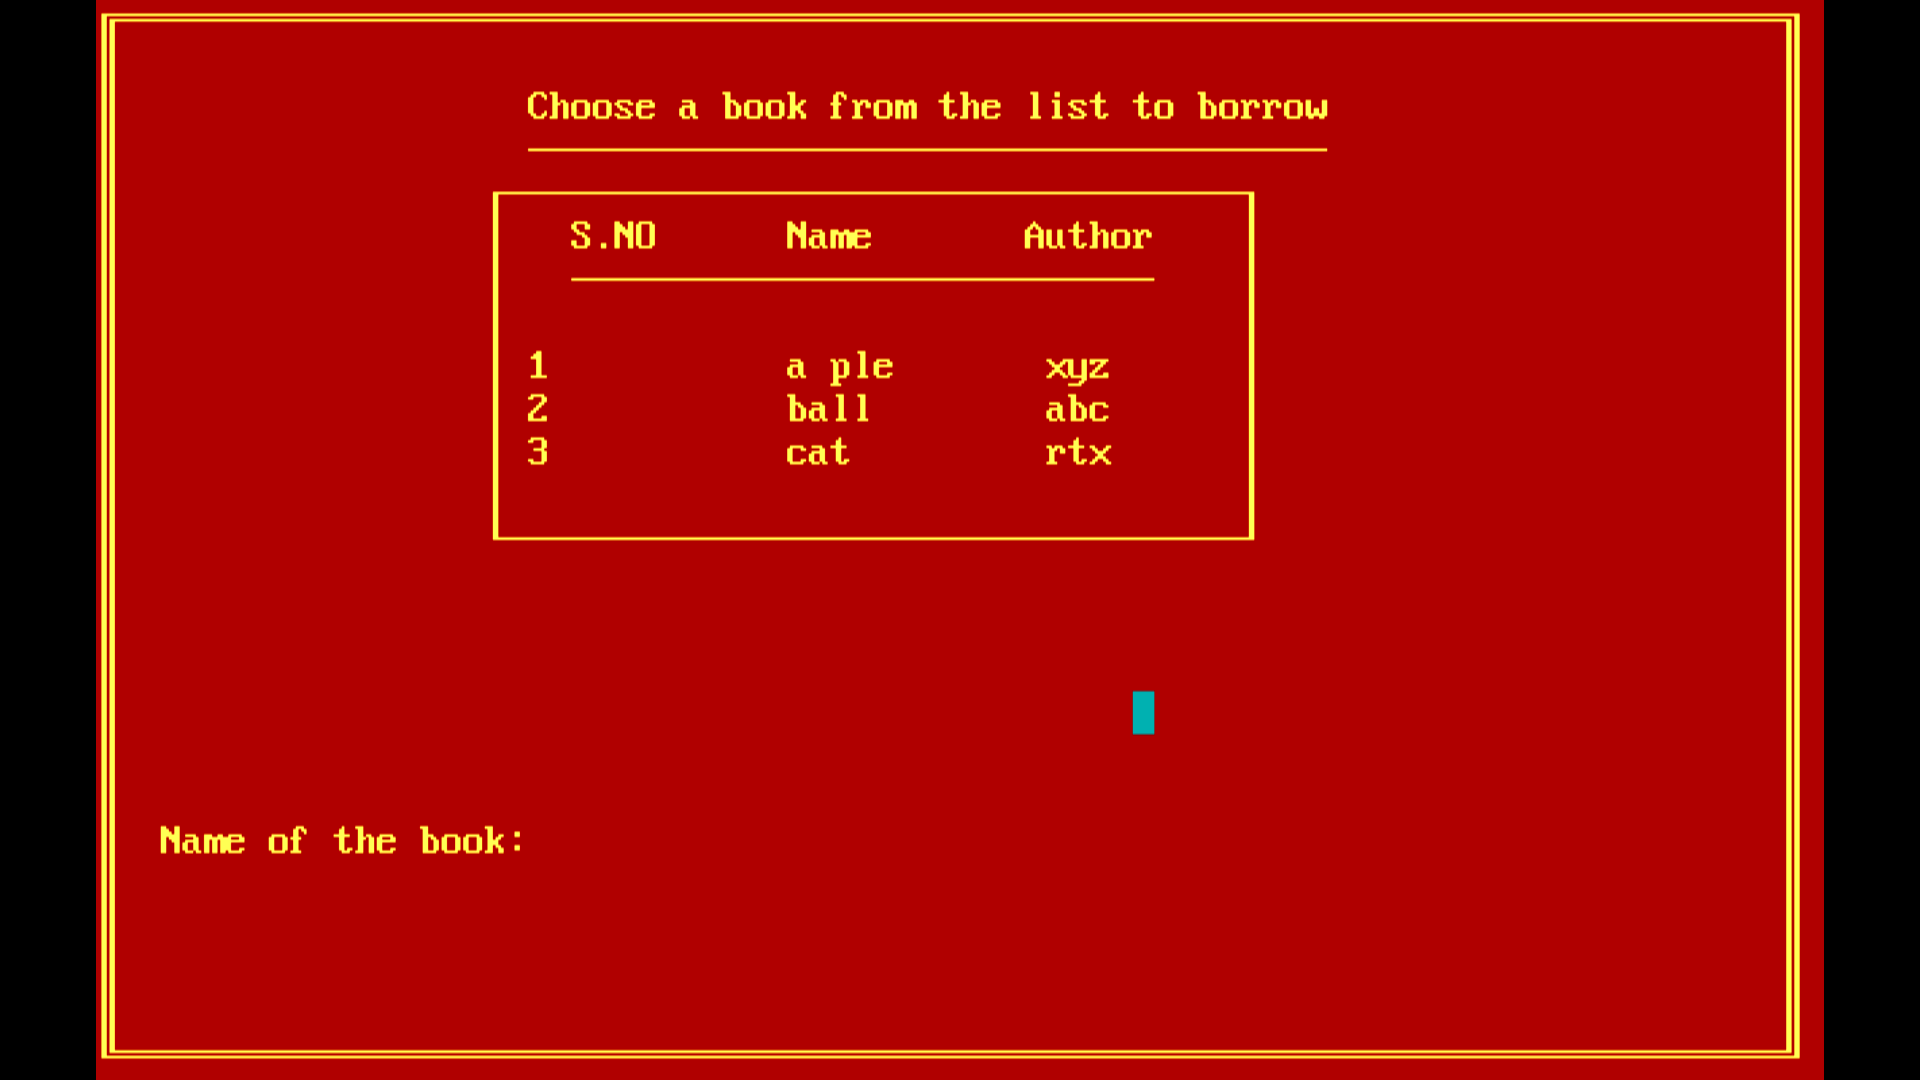 Choose a book from the list to borrow
S.NO Name Author
1 a ple xyz
2 ball abc
3 cat rtx
Name of the book: